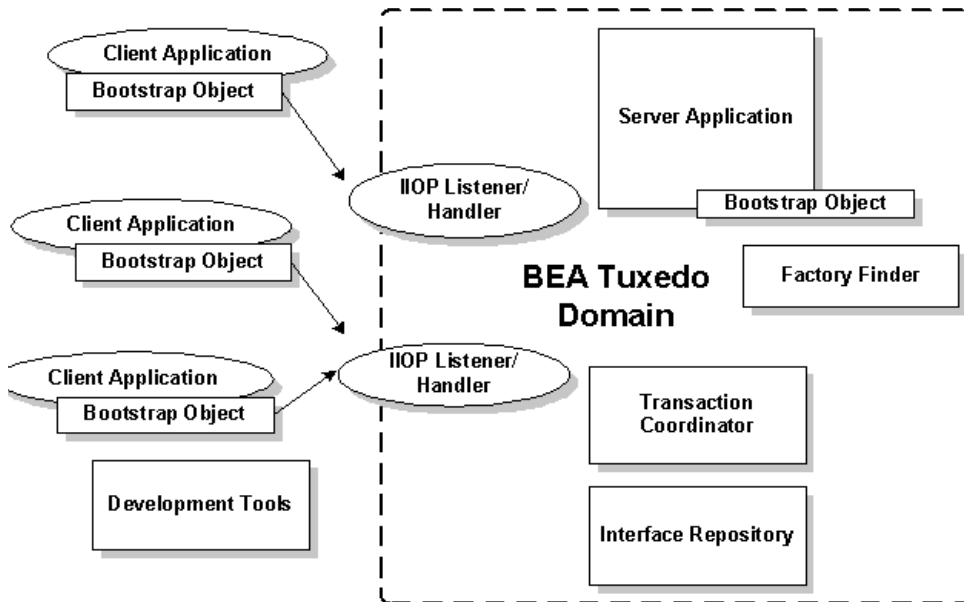 Client Application
Bootstrap Object
Server Application
IIOP Listener/
Handler
Bootstrap Object
Client Application
Bootstrap Object
BEA Tuxedo
Domain
Factory Finder
IIOP Listener/
Handler
Client Application
Bootstrap Object
Transaction
Coordinator
Development Tools
Interface Repository